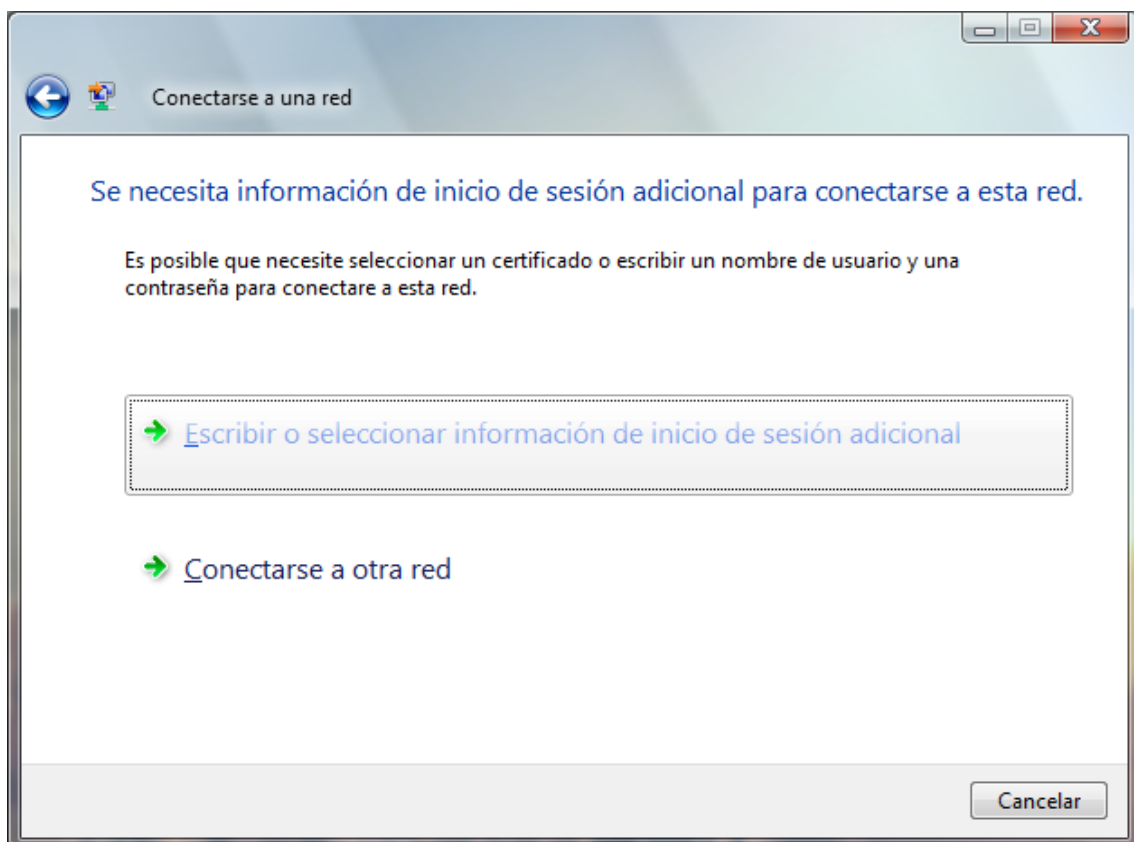 Conectarse a una red
Se necesita información de inicio de sesión adicional para conectarse a esta red.
Es posible que necesite seleccionar un certificado o escribir un nombre de usuario y una
contraseña para conectare a esta red.
Escribir o seleccionar información de inicio de sesión adicional
Conectarse a otra red
Cancelar